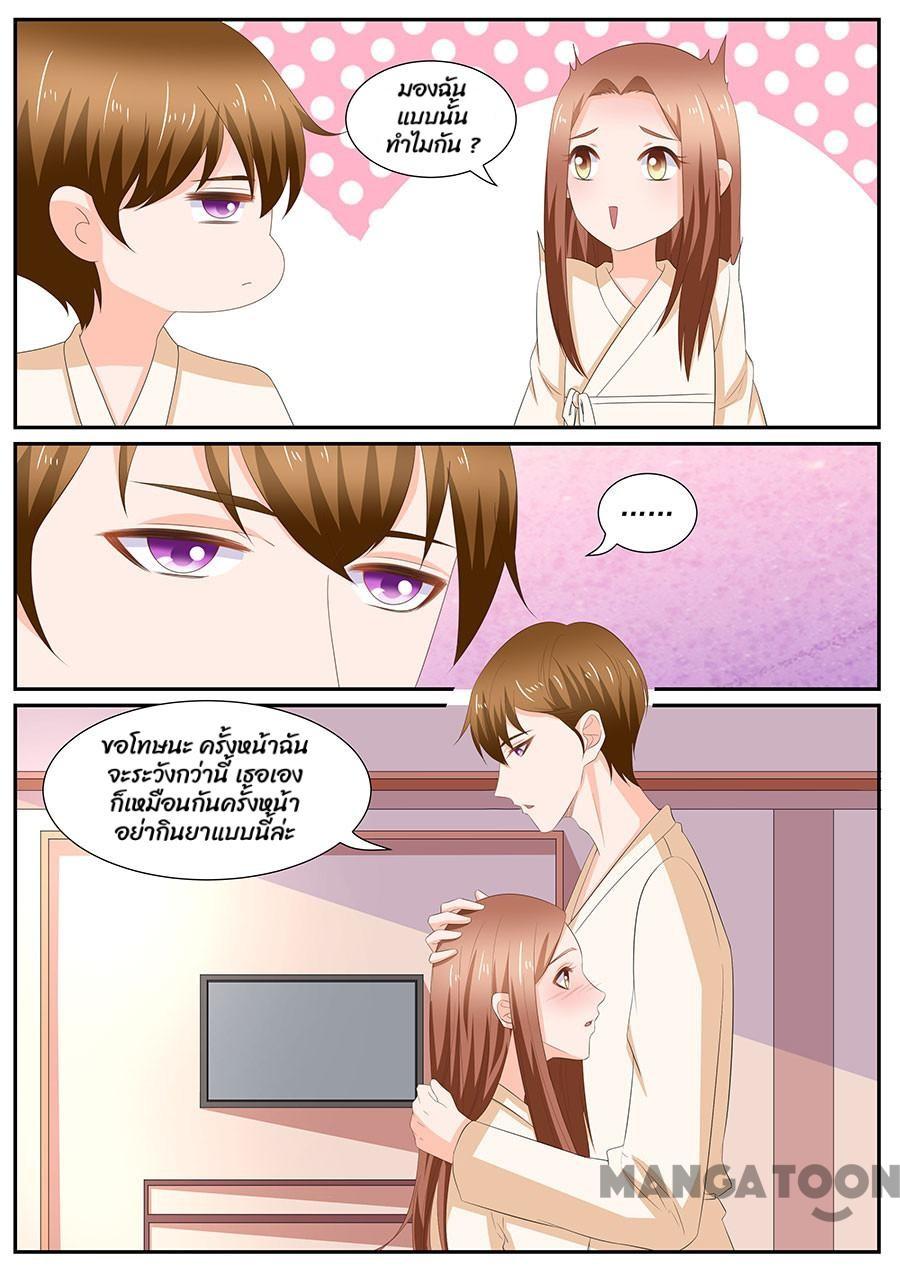 มองฉัน
แบบนั้น
ทำไมกัน ?
......
ขอโทษนะ ครั้งหน้าฉัน
จะระวังกว่านี้ เธอเอง
ก็เหมือนกันครั้งหน้า
อย่ากินยาแบบนี้ล่ะ
MANGATOON